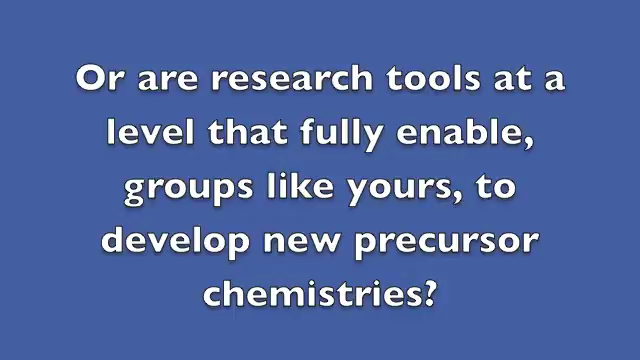 Or are research tools at a
level that fully enable,
groups like yours, to
develop new precursor
chemistries?